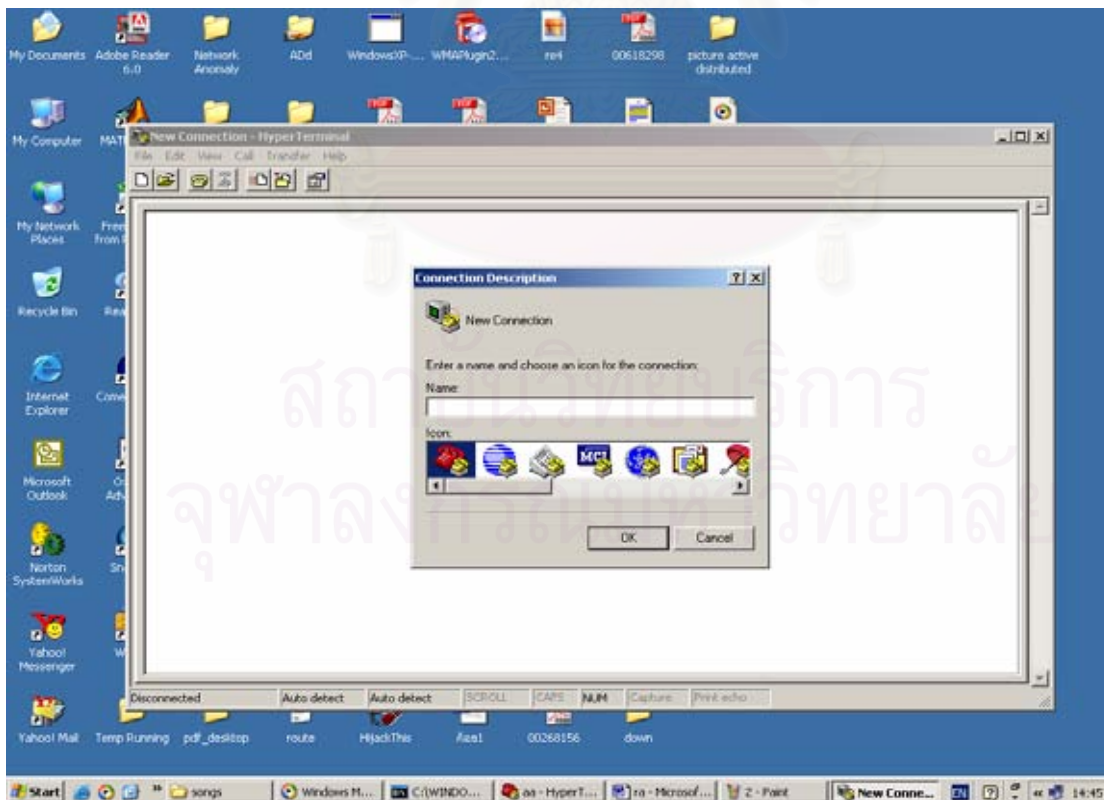 My Documents
Adobe Reader 6.0
Network Anomaly
ADd
WindowsXP-...
WMAPlugin2...
re4
00618298
picture active distributed
My Computer
New Connection - HyperTerminal
File Edit View Call Transfer Help
My Network Places
Connection Description
New Connection
Recycle Bin
Enter a name and choose an icon for the connection:
Name:
Internet Explorer
Icon:
MCI
Microsoft Outlook
OK
Cancel
Norton SystemWorks
Yahoo! Messenger
Disconnected
Auto detect
Auto detect
SCROLL
CAPS
NUM
Capture
Print echo
Yahoo! Mail
Temp Running
pdf_desktop
route
HijackThis
00268156
down
Start
songs
Windows M...
C:\WINDO...
aa - HyperT...
ra - Microsof...
2 - Paint
New Conne...
EN
14:45
สถาบันวิทยบริการ
จุฬาลงกรณ์มหาวิทยาลัย